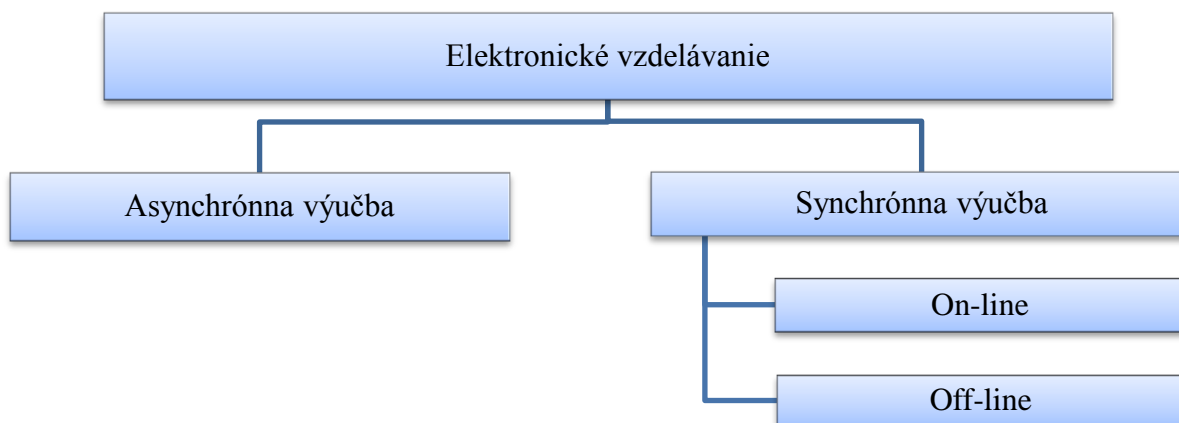 Elektronické vzdelávanie
Asynchrónna výučba
Synchrónna výučba
On-line
Off-line